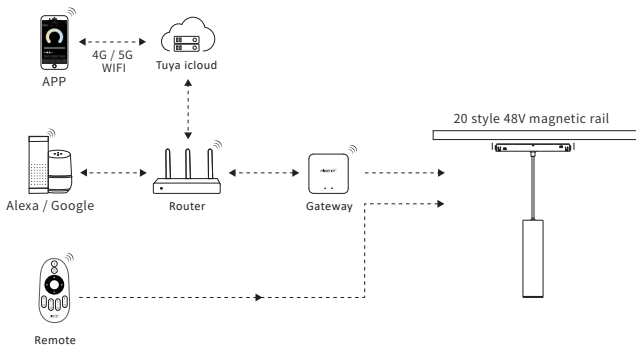 4G / 5G
WIFI
APP
Tuya icloud
20 style 48V magnetic rail
Alexa / Google
Router
Gateway
Remote